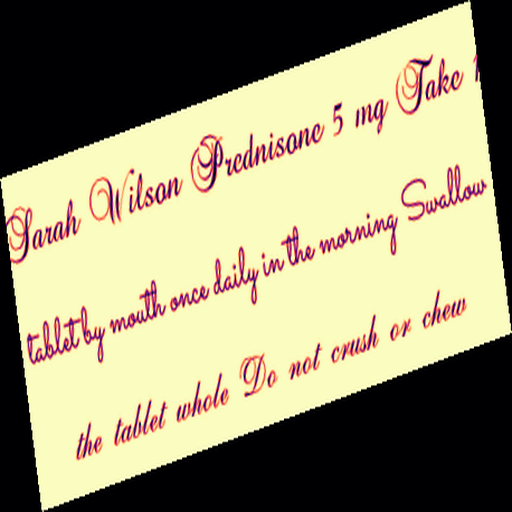 Sarah Wilson Prednisone 5 mg Take 1
tablet by mouth once daily in the morning Swallow
the tablet whole Do not crush or chew